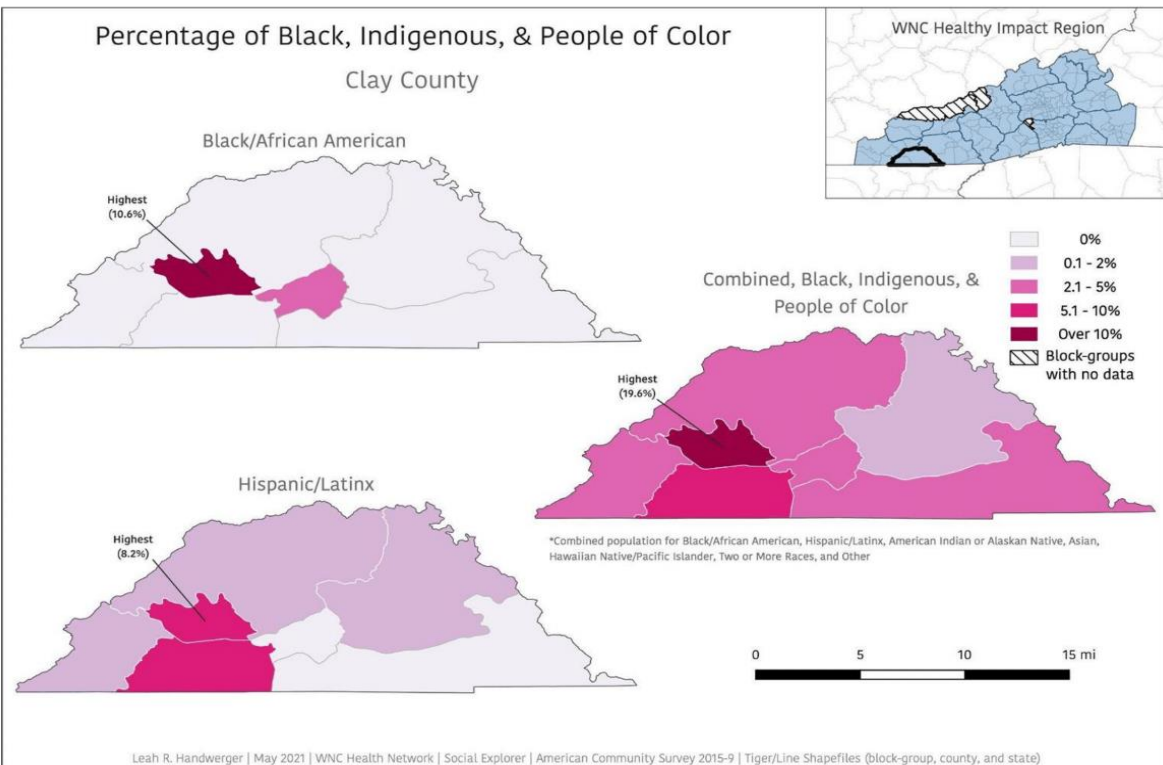 Percentage of Black, Indigenous, & People of Color
Clay County
WNC Healthy Impact Region
Black/African American
Highest
(10.6%)
0%
0.1 - 2%
2.1 - 5%
5.1 - 10%
Over 10%
Block-groups
with no data
Combined, Black, Indigenous, &
People of Color
Highest
(19.6%)
*Combined population for Black/African American, Hispanic/Latinx, American Indian or Alaskan Native, Asian,
Hawaiian Native/Pacific Islander, Two or More Races, and Other
Hispanic/Latinx
Highest
(8.2%)
0 5 10 15 mi
Leah R. Handwerger | May 2021 | WNC Health Network | Social Explorer | American Community Survey 2015-9 | Tiger/Line Shapefiles (block-group, county, and state)